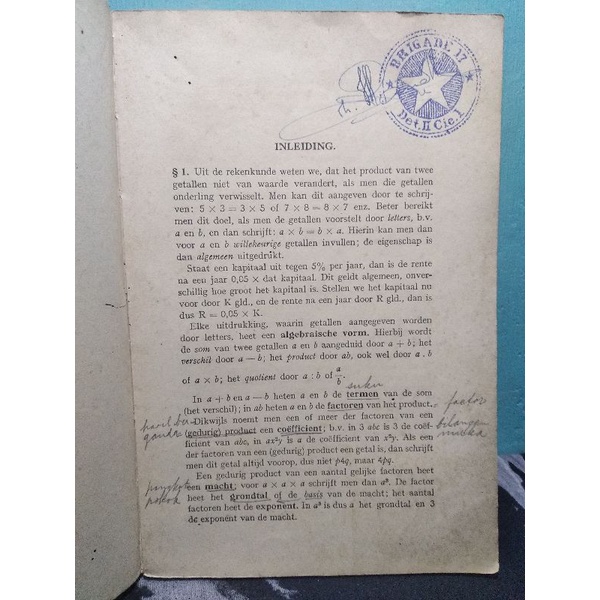 BRIGADE 17
Det. II Cie. 1
INLEIDING.
§ 1. Uit de rekenkunde weten we, dat het product van twee
getallen niet van waarde verandert, als men die getallen
onderling verwisselt. Men kan dit aangeven door te schrij-
ven: 5 × 3 = 3 × 5 of 7 × 8 = 8 × 7 enz. Beter bereikt
men dit doel, als men de getallen voorstelt door letters, b.v.
a en b, en dan schrijft: a × b = b × a. Hierin kan men dan
voor a en b willekeurige getallen invullen; de eigenschap is
dan algemeen uitgedrukt.
Staat een kapitaal uit tegen 5% per jaar, dan is de rente
na een jaar 0,05 × dat kapitaal. Dit geldt algemeen, onver-
schillig hoe groot het kapitaal is. Stellen we het kapitaal nu
voor door K gld., en de rente na een jaar door R gld., dan is
dus R = 0,05 × K.
Elke uitdrukking, waarin getallen aangegeven worden
door letters, heet een algebraische vorm. Hierbij wordt
de som van twee getallen a en b aangeduid door a + b; het
verschil door a — b; het product door ab, ook wel door a . b
of a × b; het quotient door a : b of a/b.
suku
In a + b en a — b heten a en b de termen van de som
(het verschil); in ab heten a en b de factoren van het product.
factor
Dikwijls noemt men een of meer der factoren van een
(gedurig) product een coëfficient; b.v. in 3 abc is 3 de coëf-
bilangan
ficient van abc, in ax²y is a de coëfficient van x²y. Als een
der factoren van een (gedurig) product een getal is, dan schrijft
men dit getal altijd voorop, dus niet p4q, maar 4pq.
Een gedurig product van een aantal gelijke factoren heet
een macht; voor a × a × a schrijft men dan a³. De factor
heet het grondtal of de basis van de macht; het aantal
factoren heet de exponent. In a³ is dus a het grondtal en 3
de exponent van de macht.